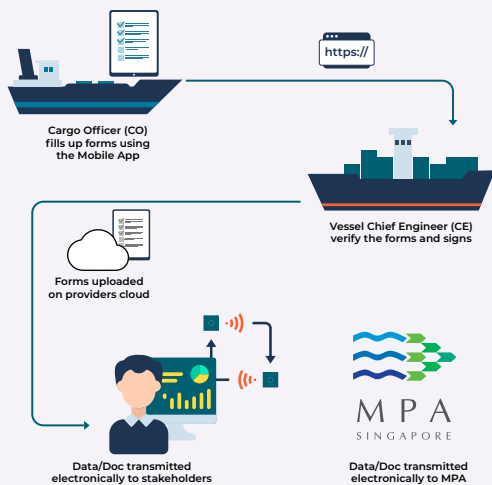 https://
Cargo Officer (CO)
fills up forms using
the Mobile App
Vessel Chief Engineer (CE)
verify the forms and signs
Forms uploaded
on providers cloud
MPA
SINGAPORE
Data/Doc transmitted
electronically to stakeholders
Data/Doc transmitted
electronically to MPA